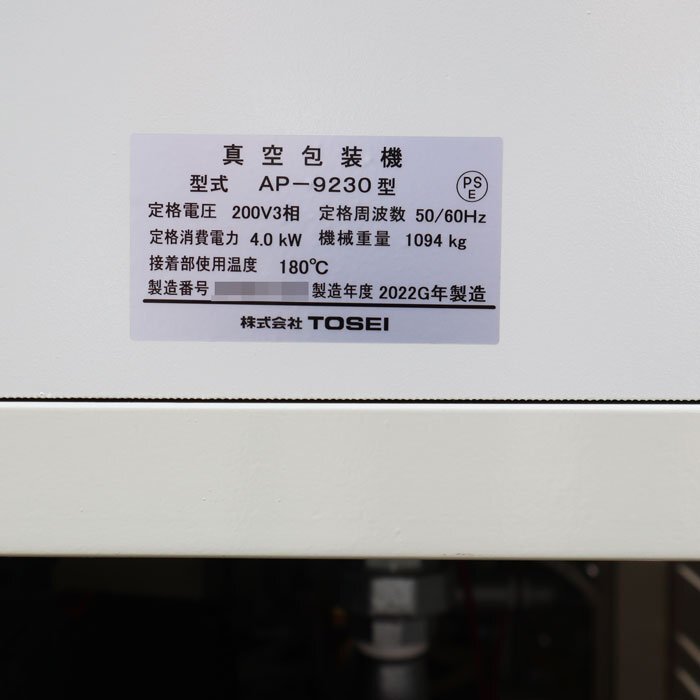 真空包装機
型式 AP-9230型
PS E
定格電圧 200V3相 定格周波数 50/60Hz
定格消費電力 4.0 kW 機械重量 1094 kg
接着部使用温度 180℃
製造番号 製造年度 2022G年製造
株式会社 TOSEI